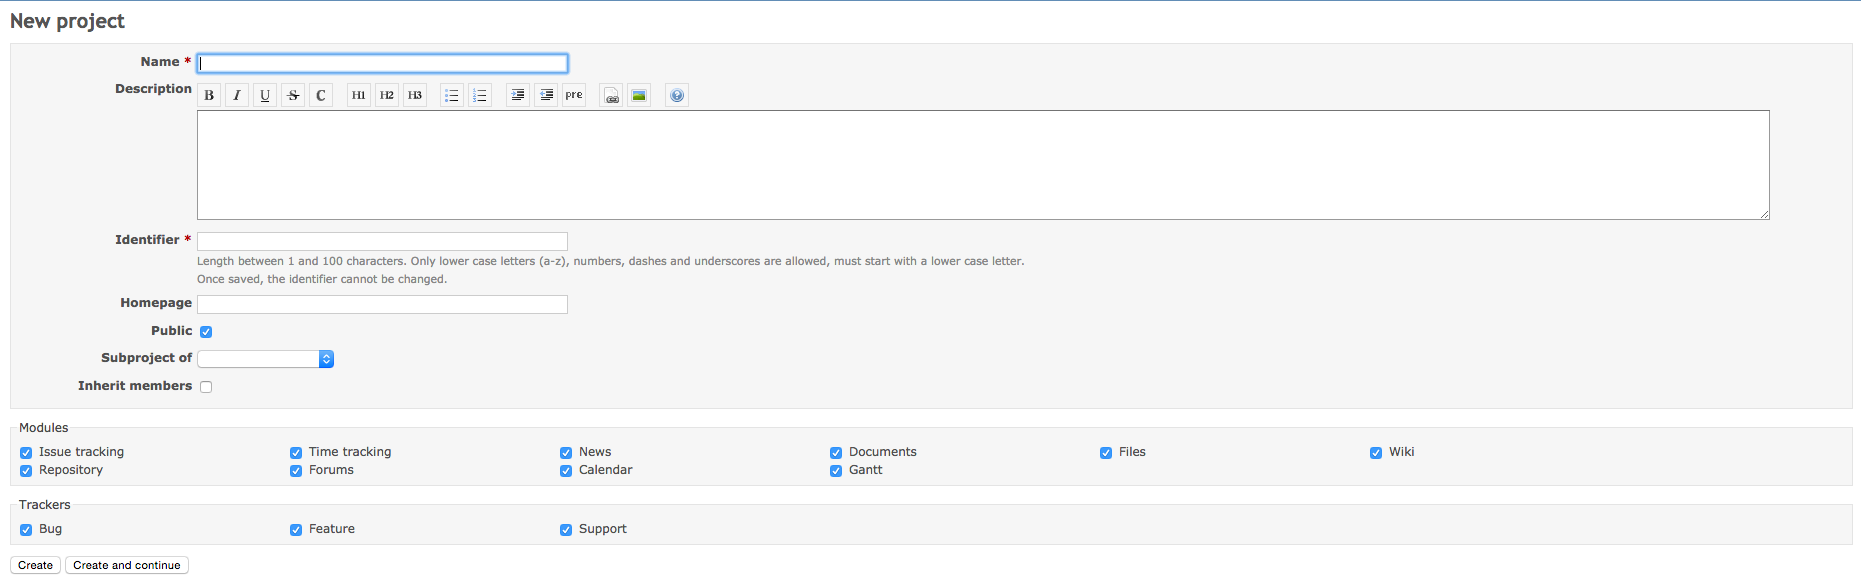 New project
Name *
Description B I U S C H1 H2 H3 pre
Identifier *
Length between 1 and 100 characters. Only lower case letters (a-z), numbers, dashes and underscores are allowed, must start with a lower case letter.
Once saved, the identifier cannot be changed.
Homepage
Public
Subproject of
Inherit members
Modules
Issue tracking Time tracking News Documents Files Wiki
Repository Forums Calendar Gantt
Trackers
Bug Feature Support
Create Create and continue